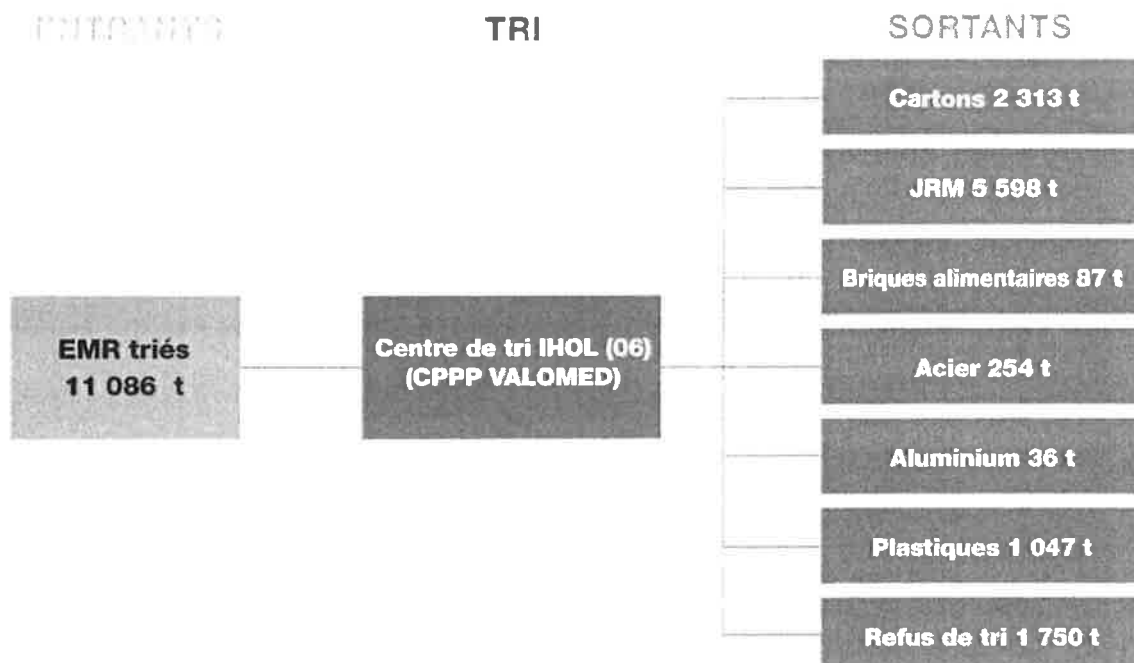 ENTRANTS
TRI
SORTANTS
Cartons 2 313 t
JRM 5 598 t
Briques alimentaires 87 t
EMR triés
11 086 t
Centre de tri IHOL (06)
(CPPP VALOMED)
Acier 254 t
Aluminium 36 t
Plastiques 1 047 t
Refus de tri 1 750 t